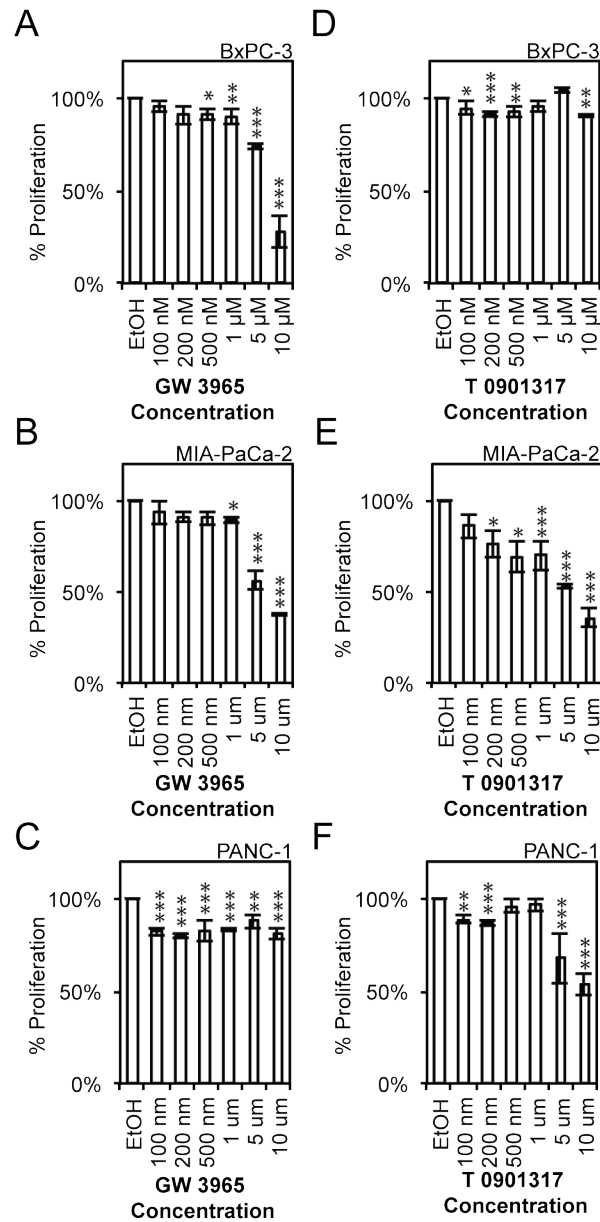 A
BxPC-3
100%
50%
0%
% Proliferation
* ** *** ***
EtOH
100 nM
200 nM
500 nM
1 µM
5 µM
10 µM
GW 3965
Concentration
D
BxPC-3
100%
50%
0%
% Proliferation
* *** ** **
EtOH
100 nM
200 nM
500 nM
1 µM
5 µM
10 µM
T 0901317
Concentration
B
MIA-PaCa-2
100%
50%
0%
% Proliferation
* *** ***
EtOH
100 nm
200 nm
500 nm
1 um
5 um
10 um
GW 3965
Concentration
E
MIA-PaCa-2
100%
50%
0%
% Proliferation
* * *** *** ***
EtOH
100 nm
200 nm
500 nm
1 um
5 um
10 um
T 0901317
Concentration
C
PANC-1
100%
50%
0%
% Proliferation
*** *** *** *** ** ***
EtOH
100 nm
200 nm
500 nm
1 um
5 um
10 um
GW 3965
Concentration
F
PANC-1
100%
50%
0%
% Proliferation
** *** *** ***
EtOH
100 nm
200 nm
500 nm
1 um
5 um
10 um
T 0901317
Concentration